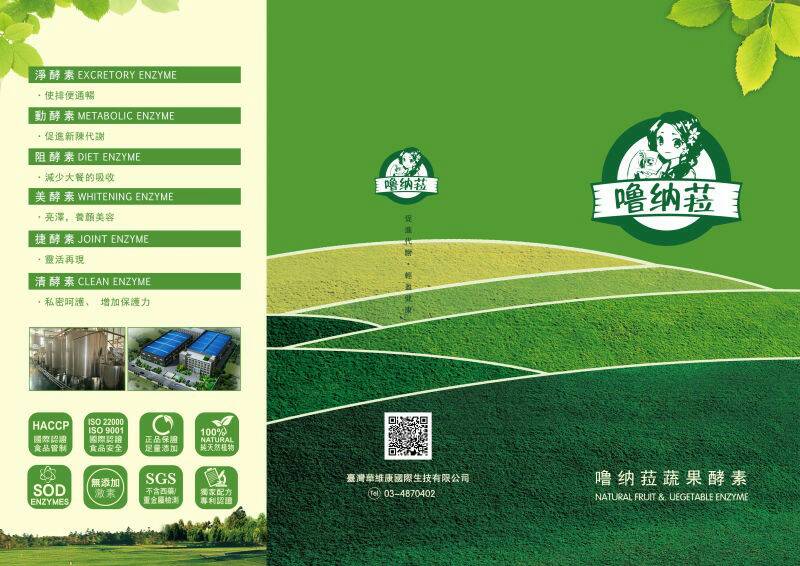 淨酵素 EXCRETORY ENZYME
·使排便通暢
動酵素 METABOLIC ENZYME
·促進新陳代謝
阻酵素 DIET ENZYME
·減少大餐的吸收
美酵素 WHITENING ENZYME
·亮澤，養顏美容
捷酵素 JOINT ENZYME
·靈活再現
清酵素 CLEAN ENZYME
·私密呵護、 增加保護力
HACCP
國際認證
食品管制
ISO 22000
ISO 9001
國際認證
食品安全
正品保證
足量添加
100%
NATURAL
純天然植物
SOD
ENZYMES
無添加
激素
SGS
不含西藥/
重金屬檢測
獨家配方
專利認證
噜纳菈
促進代謝·輕盈健康
臺灣華維康國際生技有限公司
Tel 03-4870402
噜纳菈
噜纳菈蔬果酵素
NATURAL FRUIT & UEGETABLE ENZYME